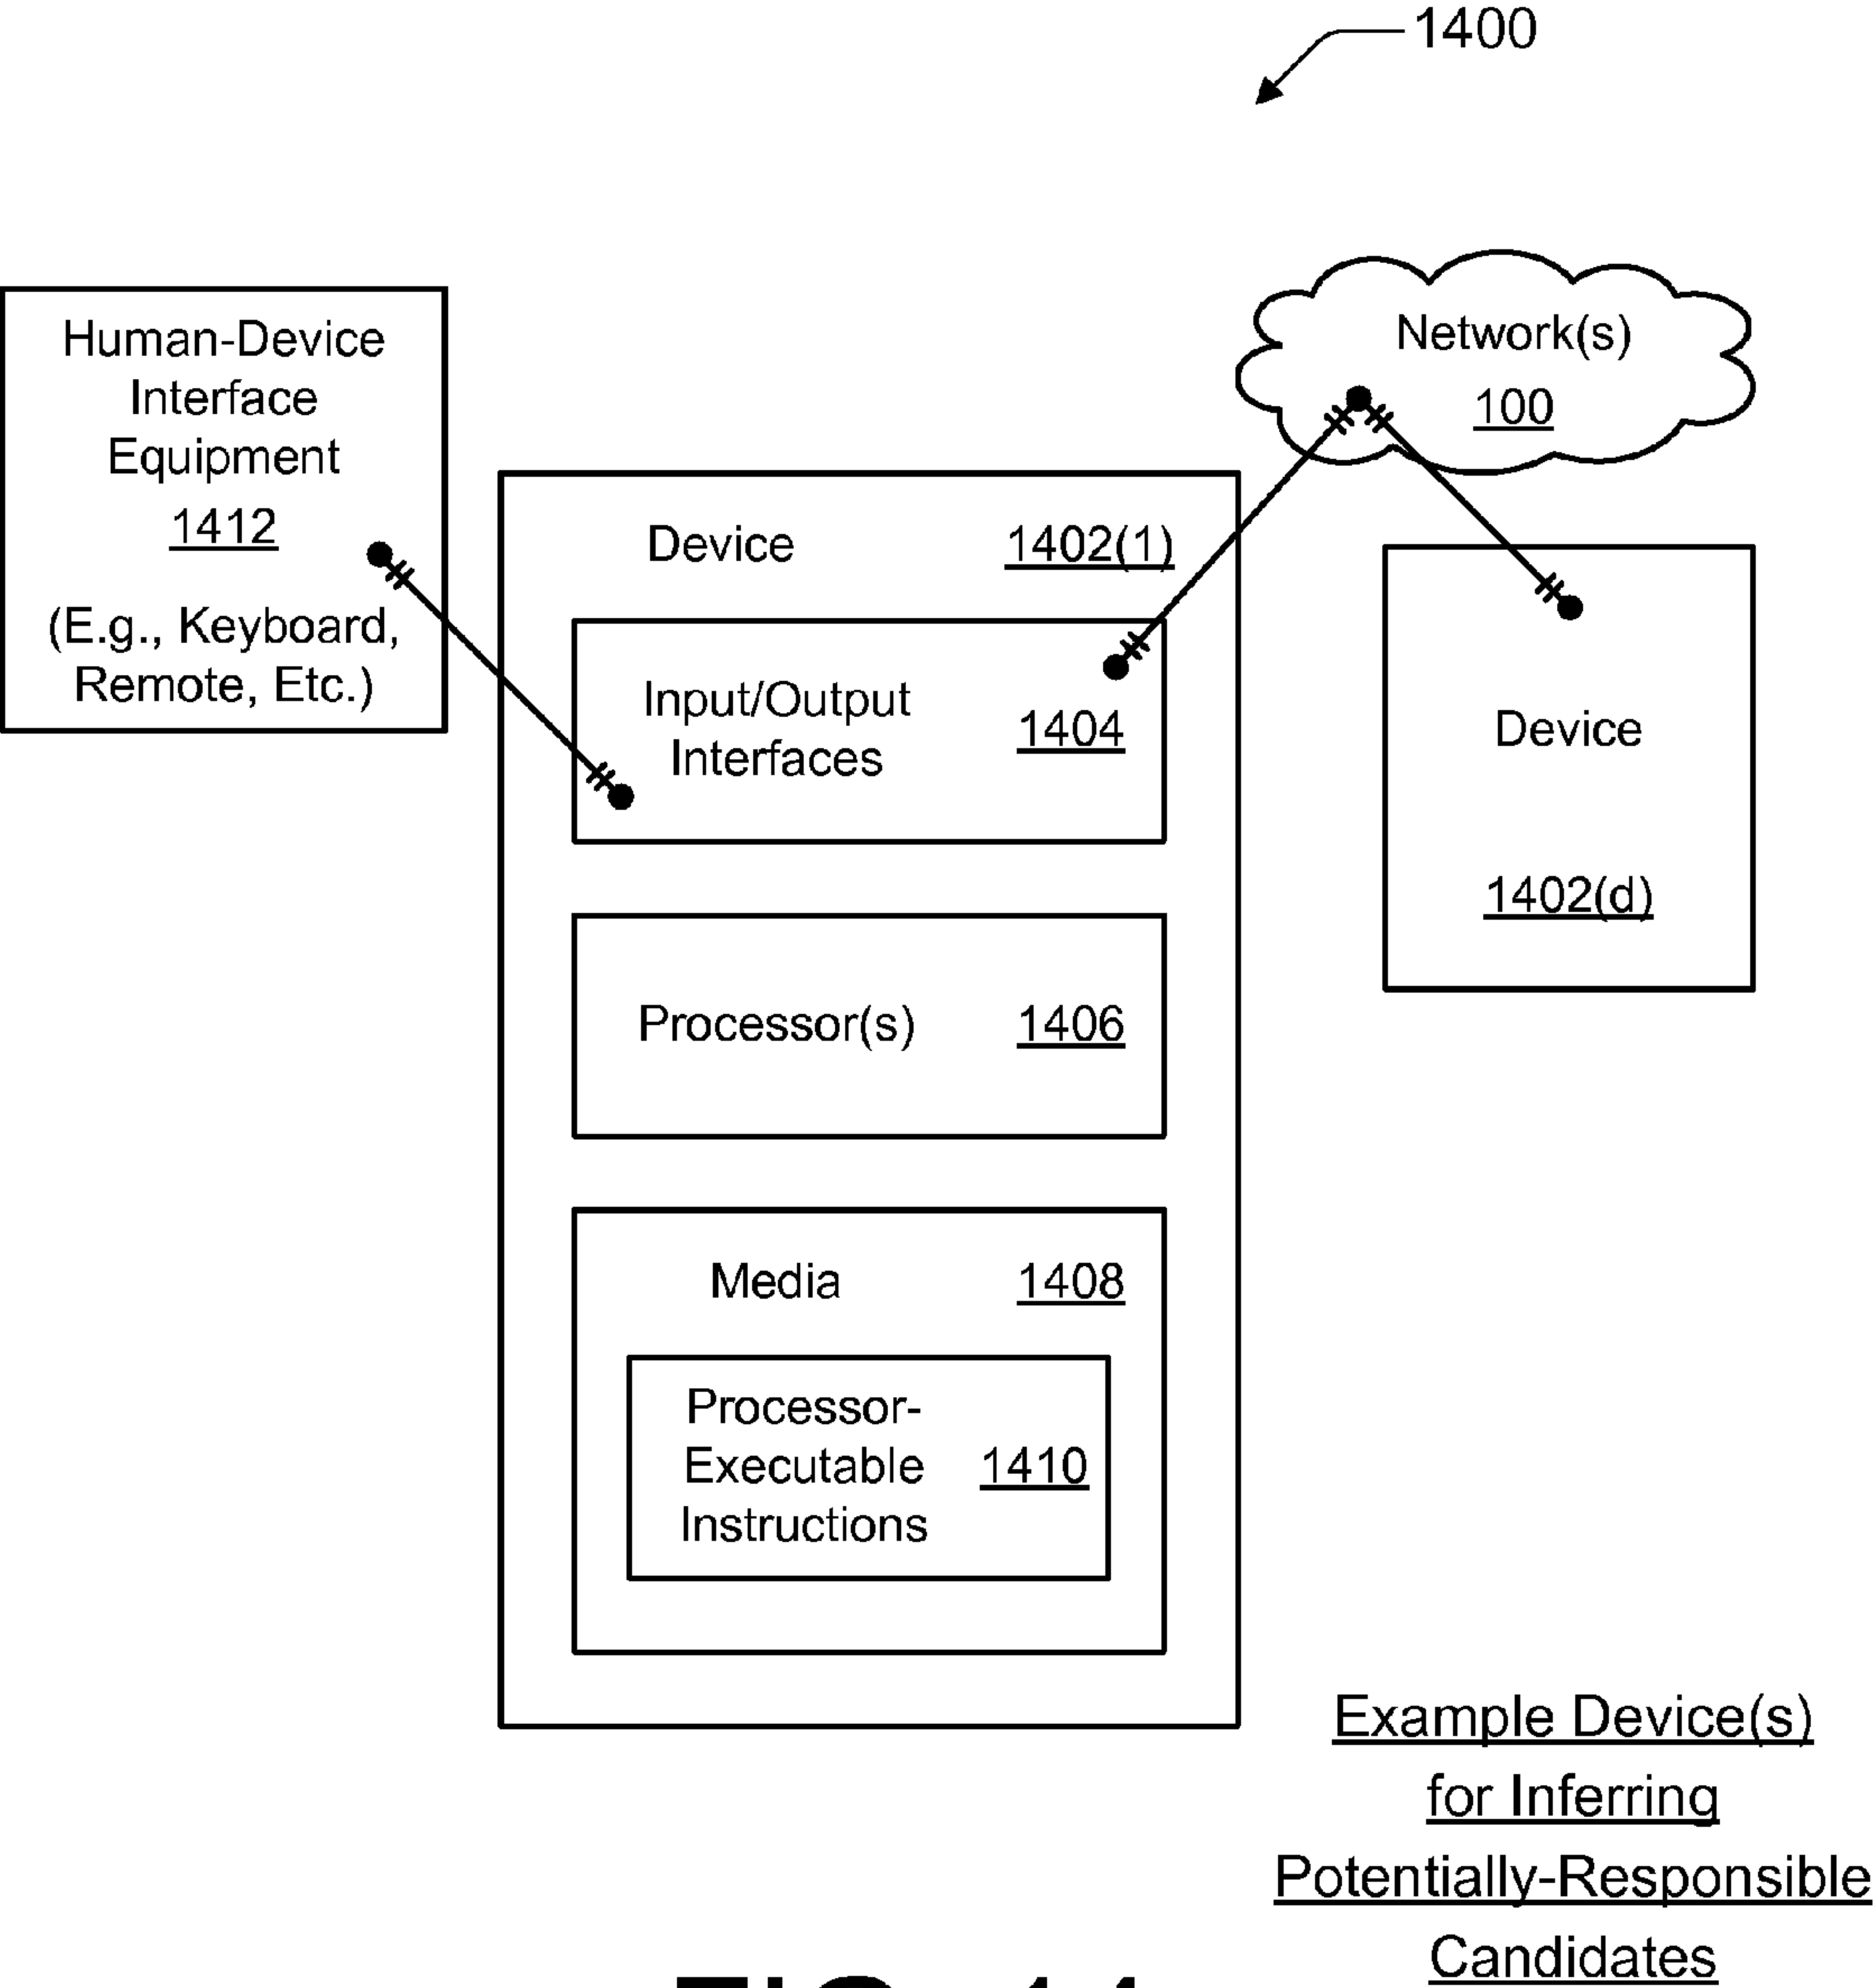 1400
Human-Device
Interface
Equipment
1412
(E.g., Keyboard,
Remote, Etc.)
Network(s)
100
Device 1402(1)
Input/Output
Interfaces
1404
Device
1402(d)
Processor(s) 1406
Media 1408
Processor-
Executable
Instructions
1410
Example Device(s)
for Inferring
Potentially-Responsible
Candidates